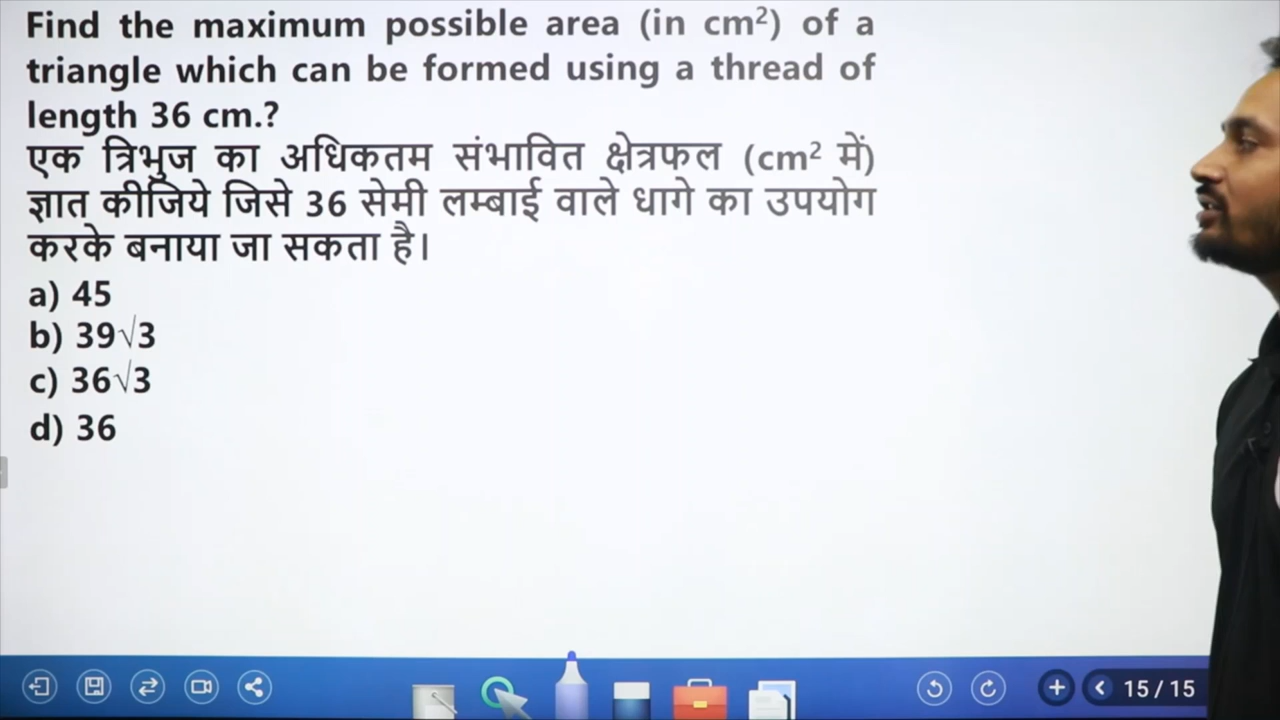 Find the maximum possible area (in cm²) of a
triangle which can be formed using a thread of
length 36 cm.?
एक त्रिभुज का अधिकतम संभावित क्षेत्रफल (cm² में)
ज्ञात कीजिये जिसे 36 सेमी लम्बाई वाले धागे का उपयोग
करके बनाया जा सकता है।
a) 45
b) 39√3
c) 36√3
d) 36
15 / 15